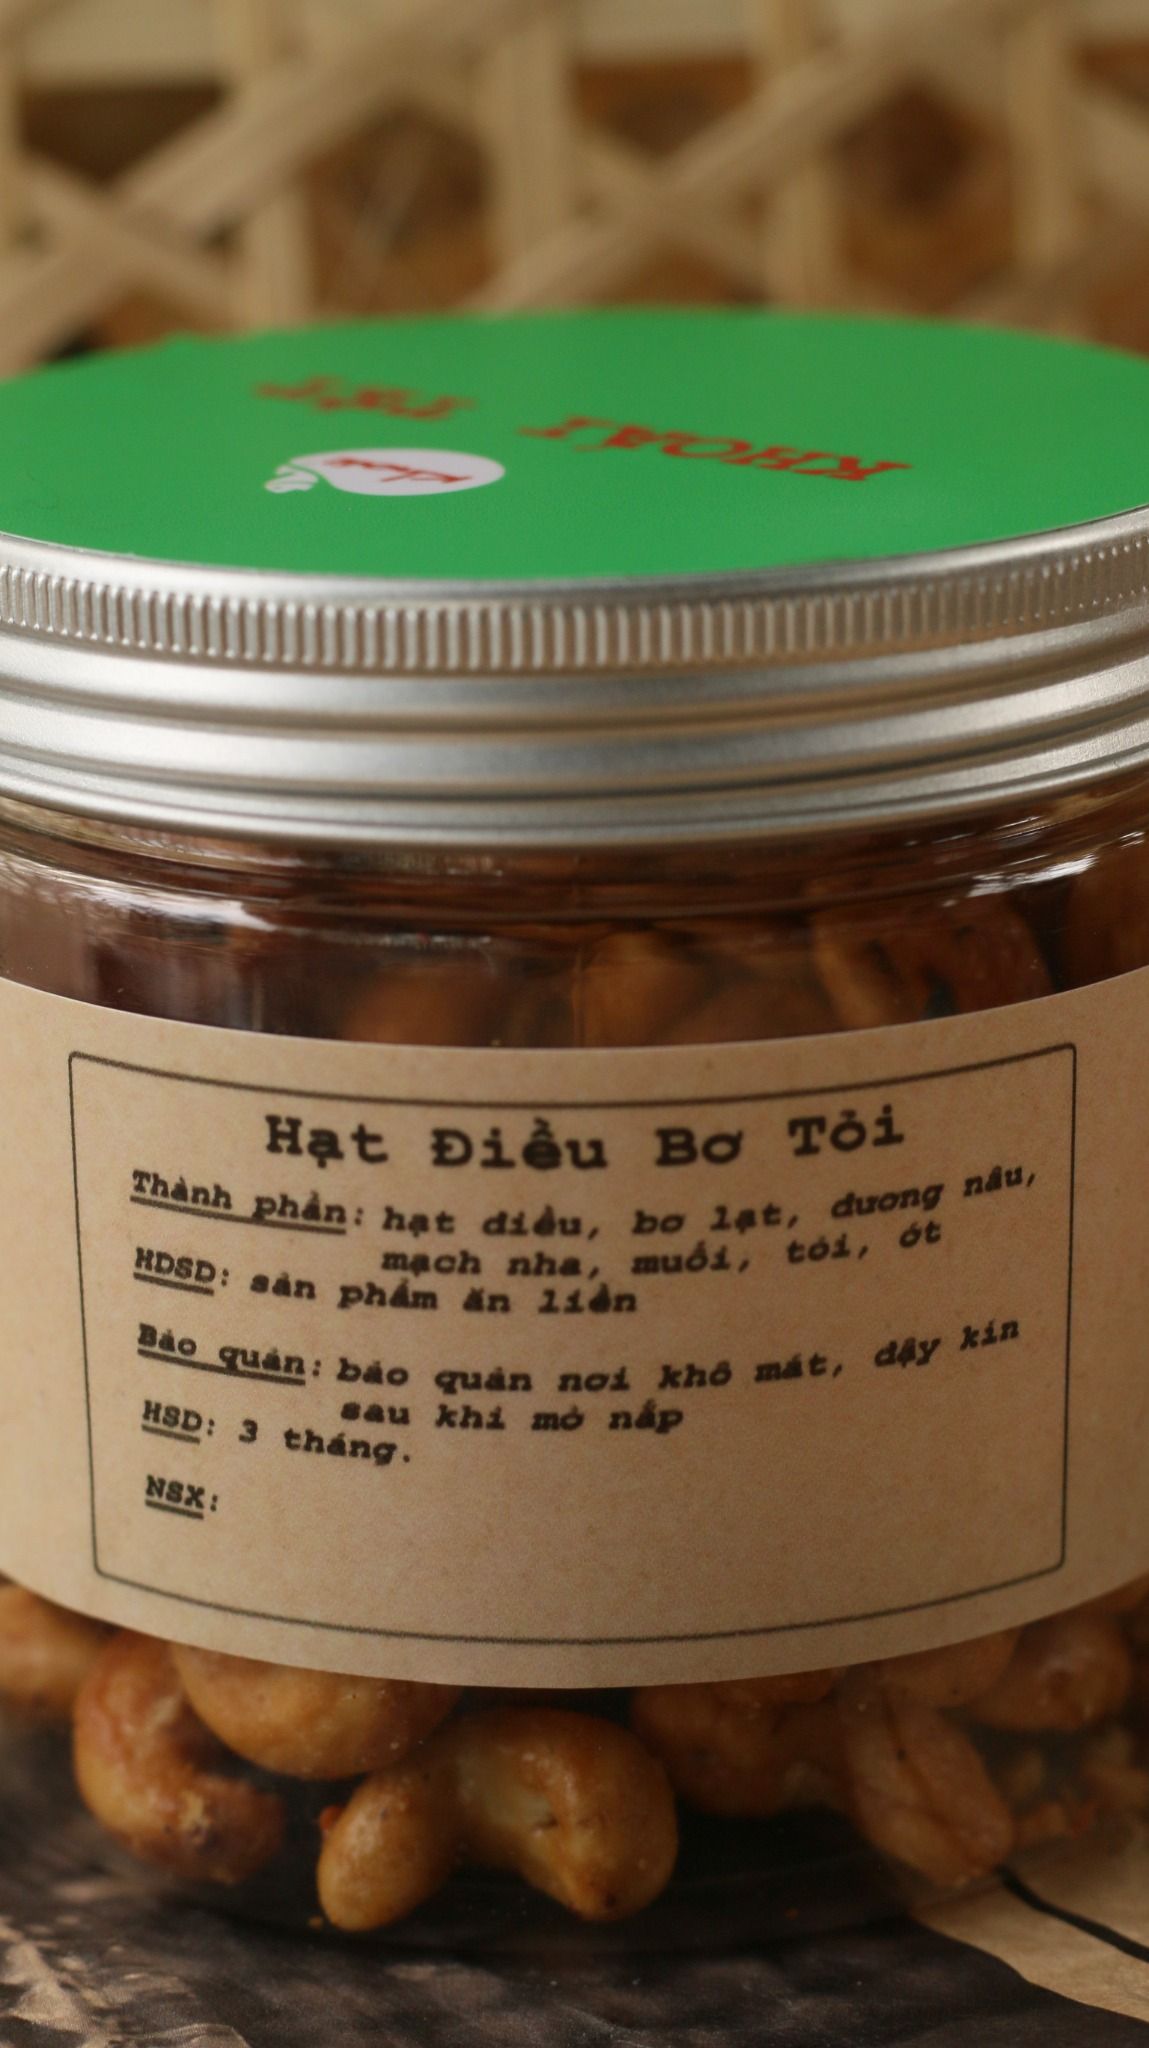 KHOÁI
Khoái
Hạt Điều Bơ Tỏi
Thành phần: hạt điều, bơ lạt, đương nâu,
mạch nha, muối, tỏi, ớt
HDSD: sản phẩm ăn liền
Bảo quản: bảo quản nơi khô mát, đậy kín
sau khi mở nắp
HSD: 3 tháng.
NSX: